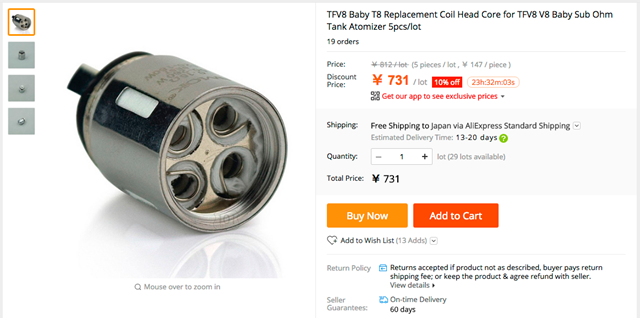 TFV8 Baby T8 Replacement Coil Head Core for TFV8 V8 Baby Sub Ohm
Tank Atomizer 5pcs/lot
19 orders
Price: ¥ 812 / lot (5 pieces / lot , ¥ 147 / piece )
Discount
Price: ¥ 731 / lot 10% off 23h:32m:03s
Get our app to see exclusive prices
Shipping: Free Shipping to Japan via AliExpress Standard Shipping
Estimated Delivery Time: 13-20 days ?
Quantity: – 1 + lot (29 lots available)
Total Price: ¥ 731
Buy Now Add to Cart
Add to Wish List (13 Adds)
Mouse over to zoom in
Return Policy Returns accepted if product not as described, buyer pays return
shipping fee; or keep the product & agree refund with seller.
View details
Seller
Guarantees: On-time Delivery
60 days